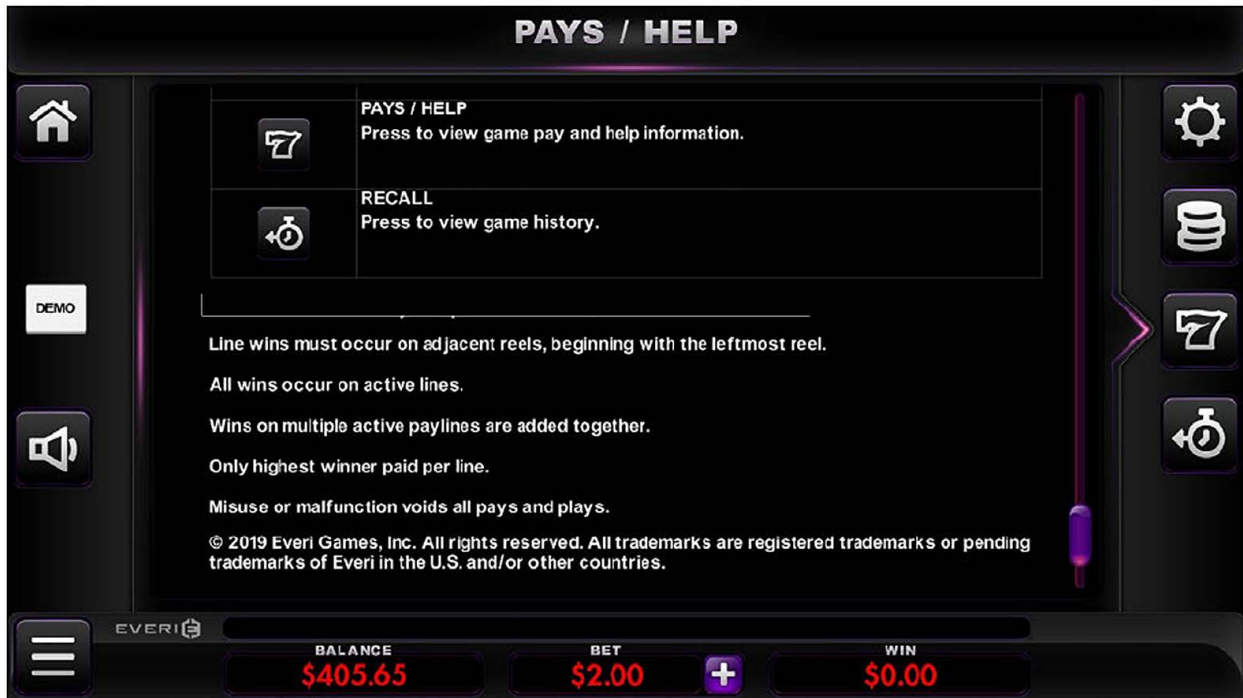 PAYS / HELP
PAYS / HELP
Press to view game pay and help information.
RECALL
Press to view game history.
DEMO
Line wins must occur on adjacent reels, beginning with the leftmost reel.
All wins occur on active lines.
Wins on multiple active paylines are added together.
Only highest winner paid per line.
Misuse or malfunction voids all pays and plays.
© 2019 Everi Games, Inc. All rights reserved. All trademarks are registered trademarks or pending
trademarks of Everi in the U.S. and/or other countries.
EVERI
BALANCE
$405.65
BET
$2.00
WIN
$0.00